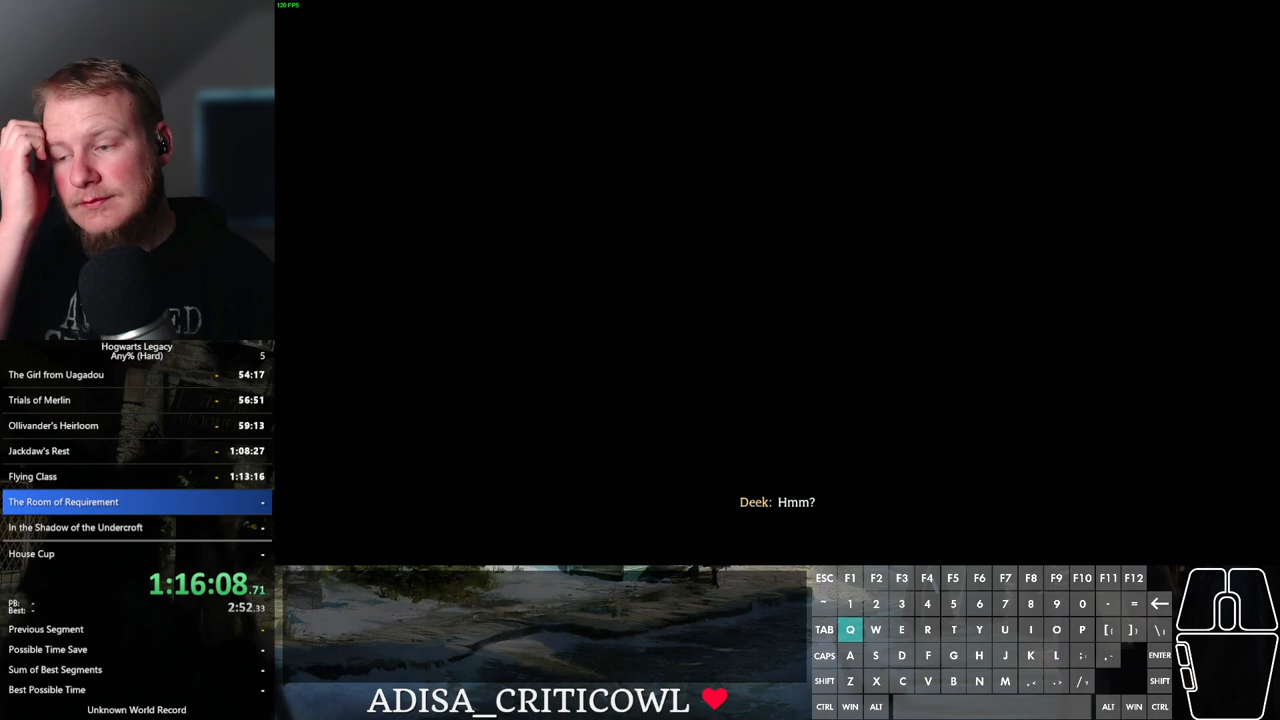 120 FPS
Hogwarts Legacy
Any% (Hard) 5
The Girl from Uagadou - 54:17
Trials of Merlin - 56:51
Ollivander's Heirloom - 59:13
Jackdaw's Rest - 1:08:27
Flying Class - 1:13:16
The Room of Requirement -
In the Shadow of the Undercroft -
House Cup -
1:16:08.71
PB: -
Best: -
2:52.33
Previous Segment -
Possible Time Save -
Sum of Best Segments -
Best Possible Time -
Unknown World Record
Deek: Hmm?
ADISA_CRITICOWL
ESC F1 F2 F3 F4 F5 F6 F7 F8 F9 F10 F11 F12
~ 1 2 3 4 5 6 7 8 9 0 - =
TAB Q W E R T Y U I O P [{ ]} \|
CAPS A S D F G H J K L ;: ,- ENTER
SHIFT Z X C V B N M ,< .> /? SHIFT
CTRL WIN ALT ALT WIN CTRL